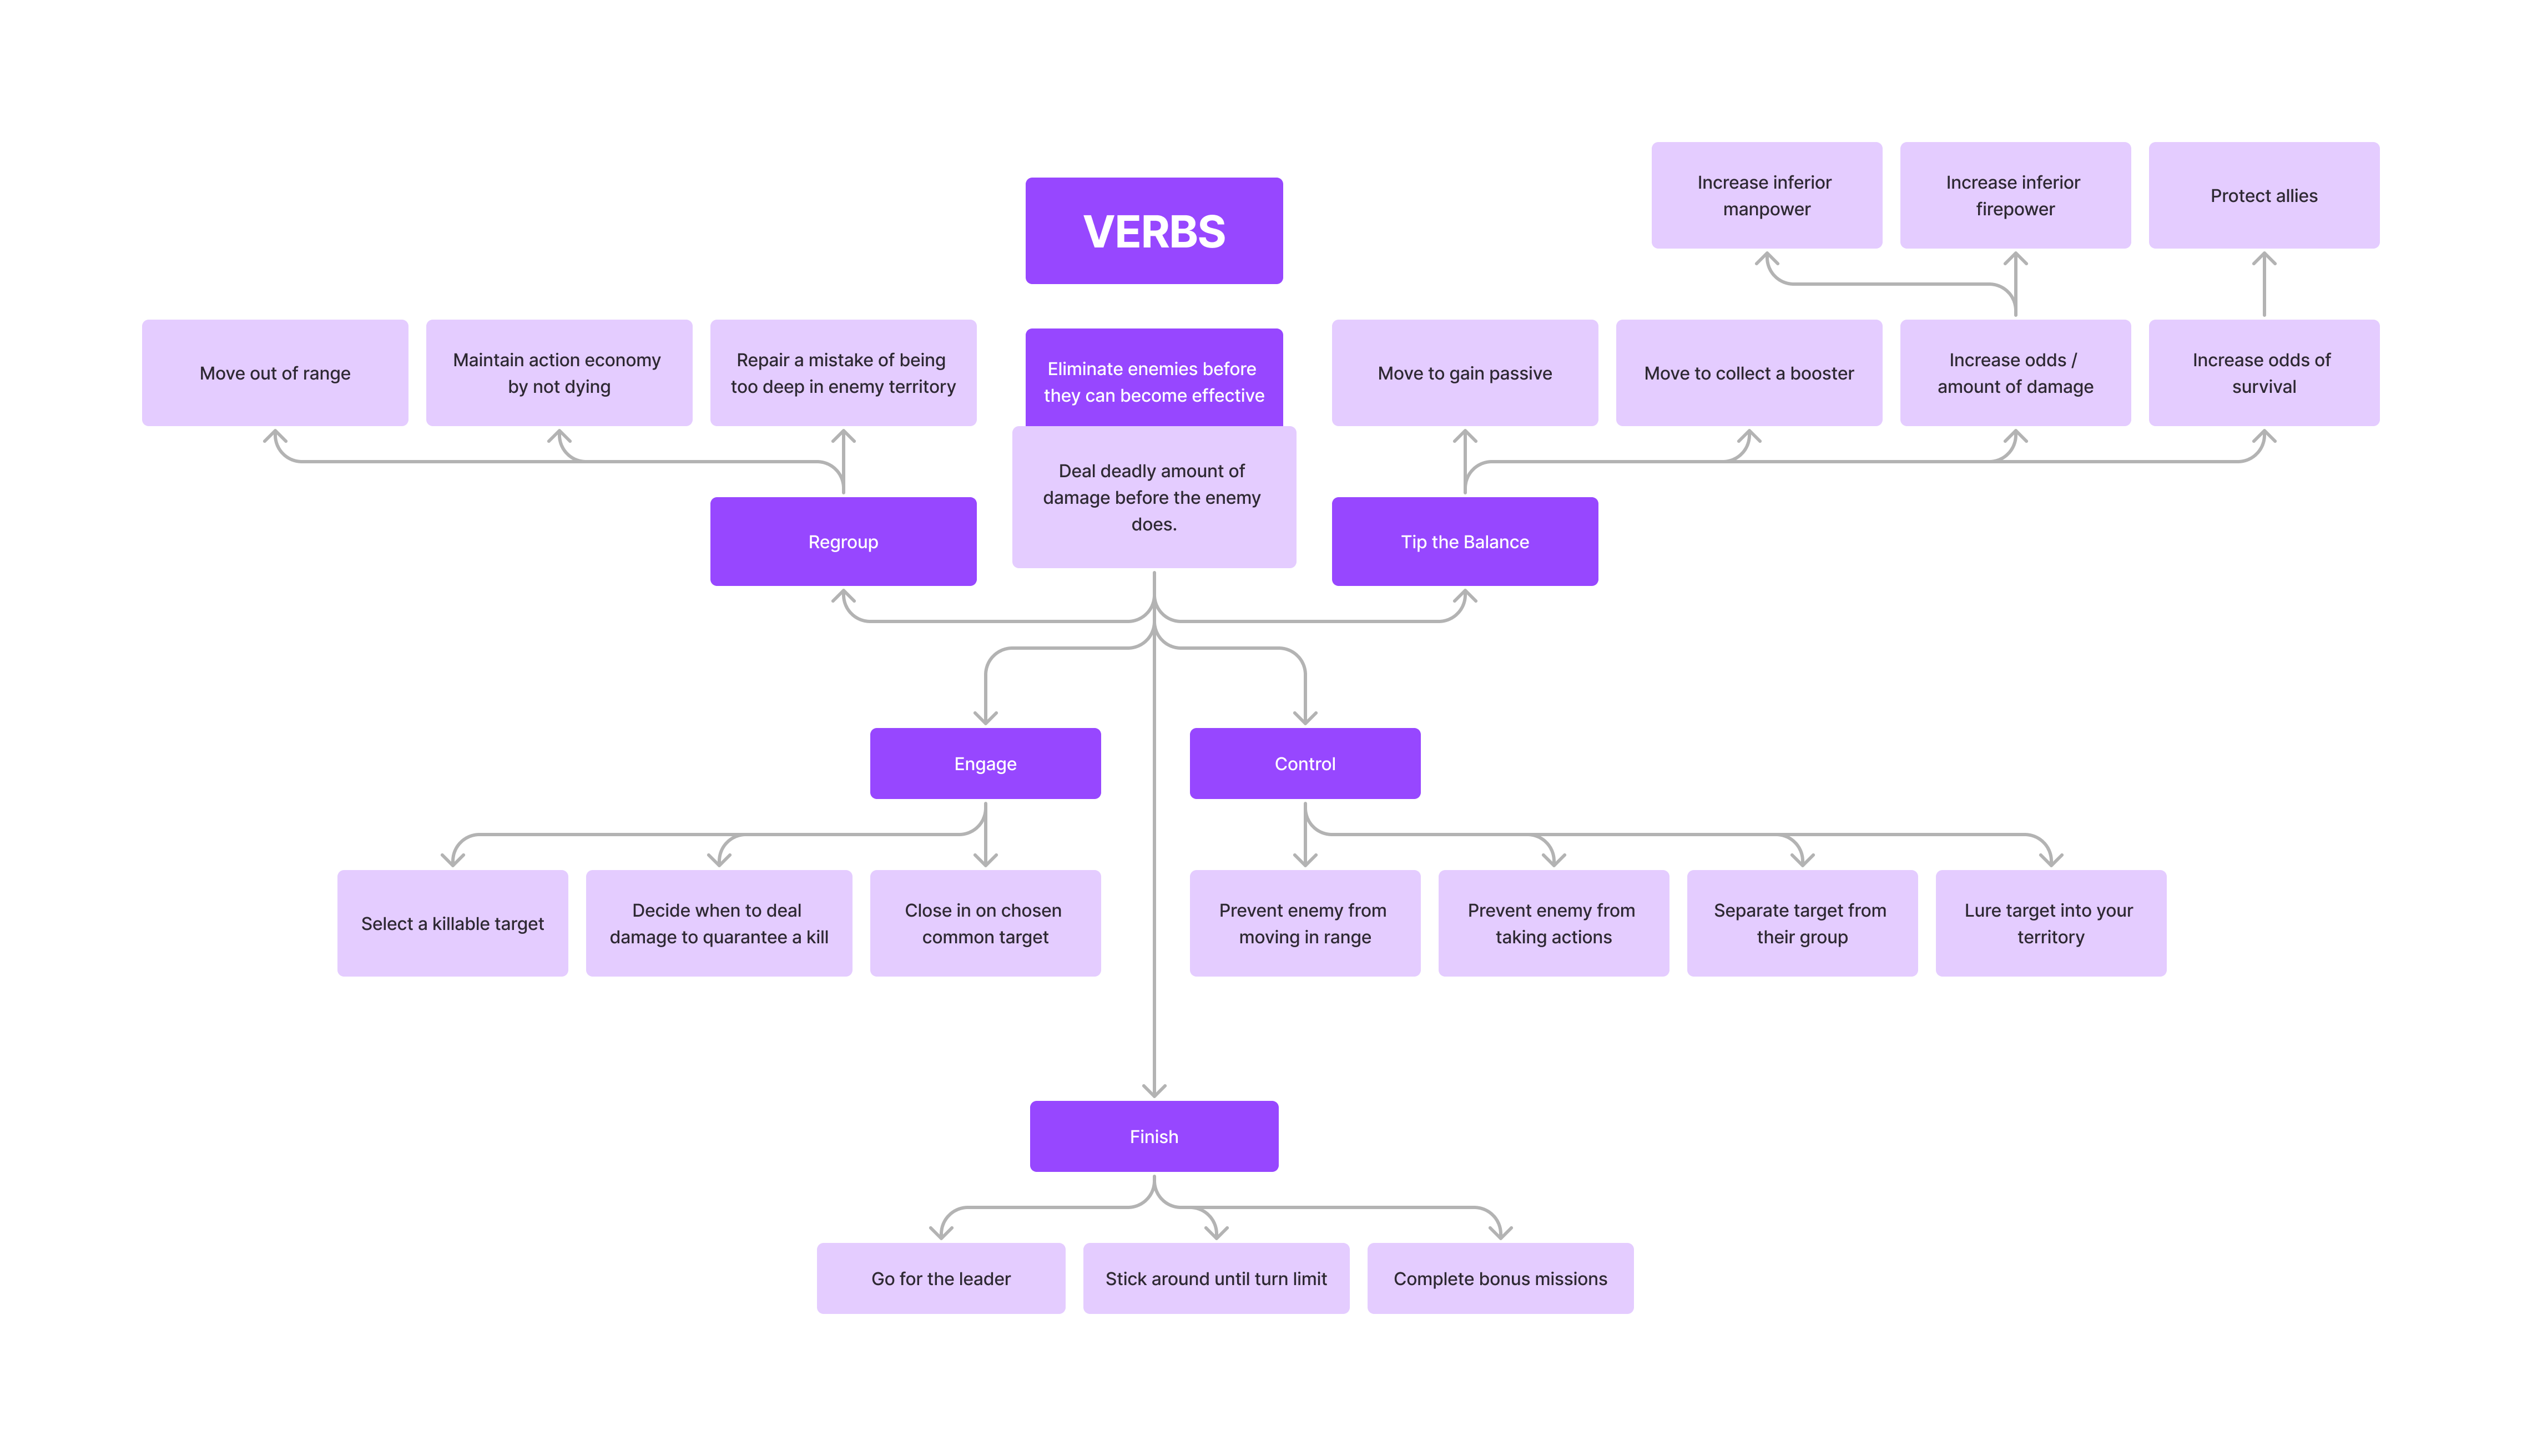 VERBS
Increase inferior
manpower
Increase inferior
firepower
Protect allies
Move out of range
Maintain action economy
by not dying
Repair a mistake of being
too deep in enemy territory
Eliminate enemies before
they can become effective
Move to gain passive
Move to collect a booster
Increase odds /
amount of damage
Increase odds of
survival
Deal deadly amount of
damage before the enemy
does.
Regroup
Tip the Balance
Engage
Control
Select a killable target
Decide when to deal
damage to quarantee a kill
Close in on chosen
common target
Prevent enemy from
moving in range
Prevent enemy from
taking actions
Separate target from
their group
Lure target into your
territory
Finish
Go for the leader
Stick around until turn limit
Complete bonus missions